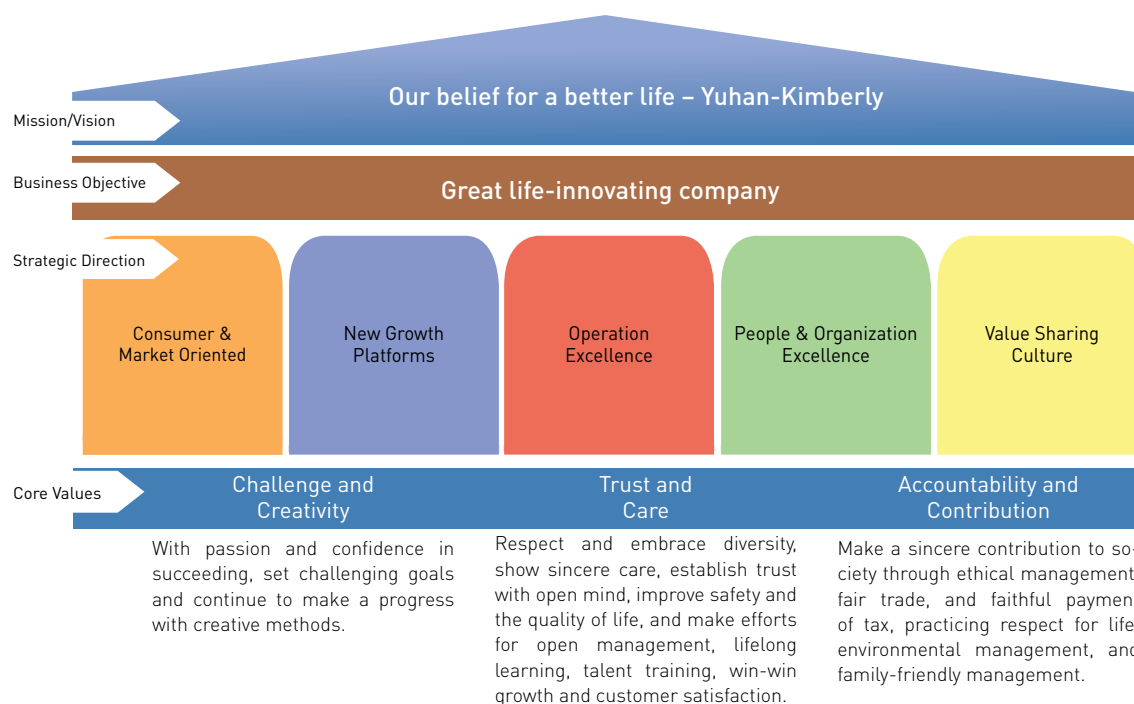 Our belief for a better life – Yuhan-Kimberly
Mission/Vision
Business Objective
Great life-innovating company
Strategic Direction
Consumer &
Market Oriented
New Growth
Platforms
Operation
Excellence
People & Organization
Excellence
Value Sharing
Culture
Core Values
Challenge and
Creativity
Trust and
Care
Accountability and
Contribution
With passion and confidence in
succeeding, set challenging goals
and continue to make a progress
with creative methods.
Respect and embrace diversity,
show sincere care, establish trust
with open mind, improve safety and
the quality of life, and make efforts
for open management, lifelong
learning, talent training, win-win
growth and customer satisfaction.
Make a sincere contribution to so-
ciety through ethical management
fair trade, and faithful paymen
of tax, practicing respect for life
environmental management, and
family-friendly management.